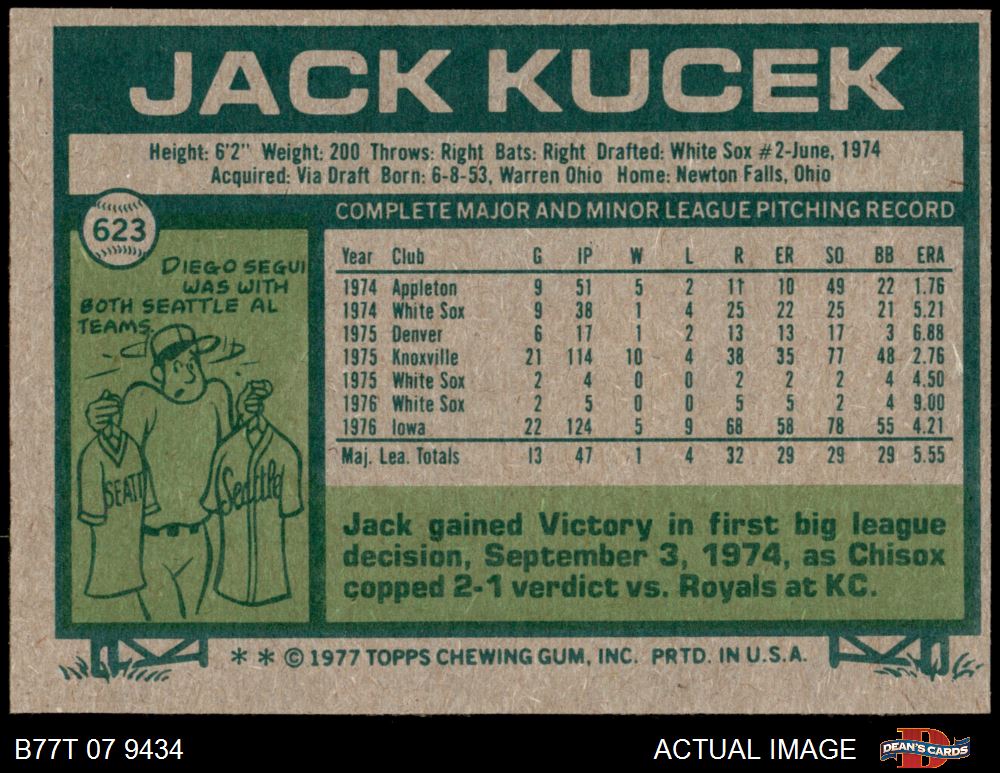 JACK KUCEK
Height: 6'2" Weight: 200 Throws: Right Bats: Right Drafted: White Sox #2-June, 1974
Acquired: Via Draft Born: 6-8-53, Warren Ohio Home: Newton Falls, Ohio
623
DIEGO SEGUI
WAS WITH
BOTH SEATTLE AL
TEAMS.
SEATT
Seattle
COMPLETE MAJOR AND MINOR LEAGUE PITCHING RECORD
Year Club G IP W L R ER SO BB ERA
1974 Appleton 9 51 5 2 11 10 49 22 1.76
1974 White Sox 9 38 1 4 25 22 25 21 5.21
1975 Denver 6 17 1 2 13 13 17 3 6.88
1975 Knoxville 21 114 10 4 38 35 77 48 2.76
1975 White Sox 2 4 0 0 2 2 2 4 4.50
1976 White Sox 2 5 0 0 5 5 2 4 9.00
1976 Iowa 22 124 5 9 68 58 78 55 4.21
Maj. Lea. Totals 13 47 1 4 32 29 29 29 5.55
Jack gained Victory in first big league
decision, September 3, 1974, as Chisox
copped 2-1 verdict vs. Royals at KC.
* * © 1977 TOPPS CHEWING GUM, INC. PRTD. IN U.S.A.
B77T 07 9434
ACTUAL IMAGE
DEAN'S CARDS